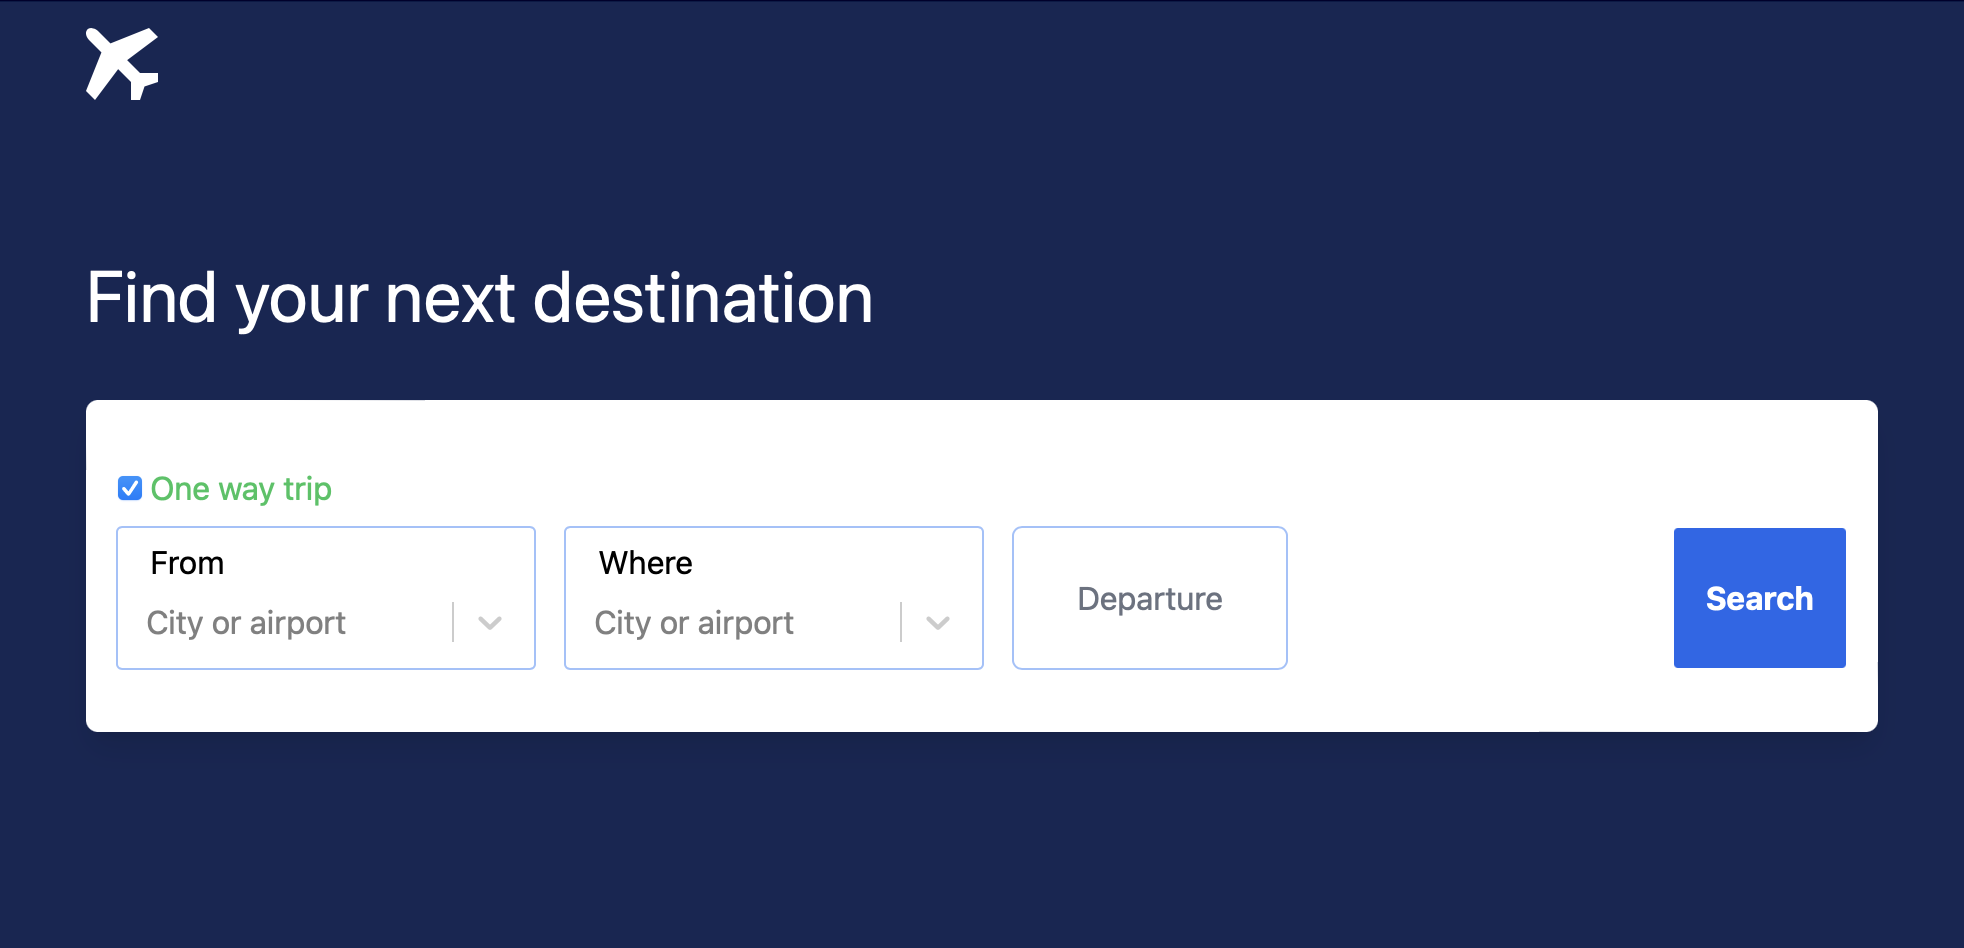 Find your next destination
One way trip
From
City or airport
Where
City or airport
Departure
Search